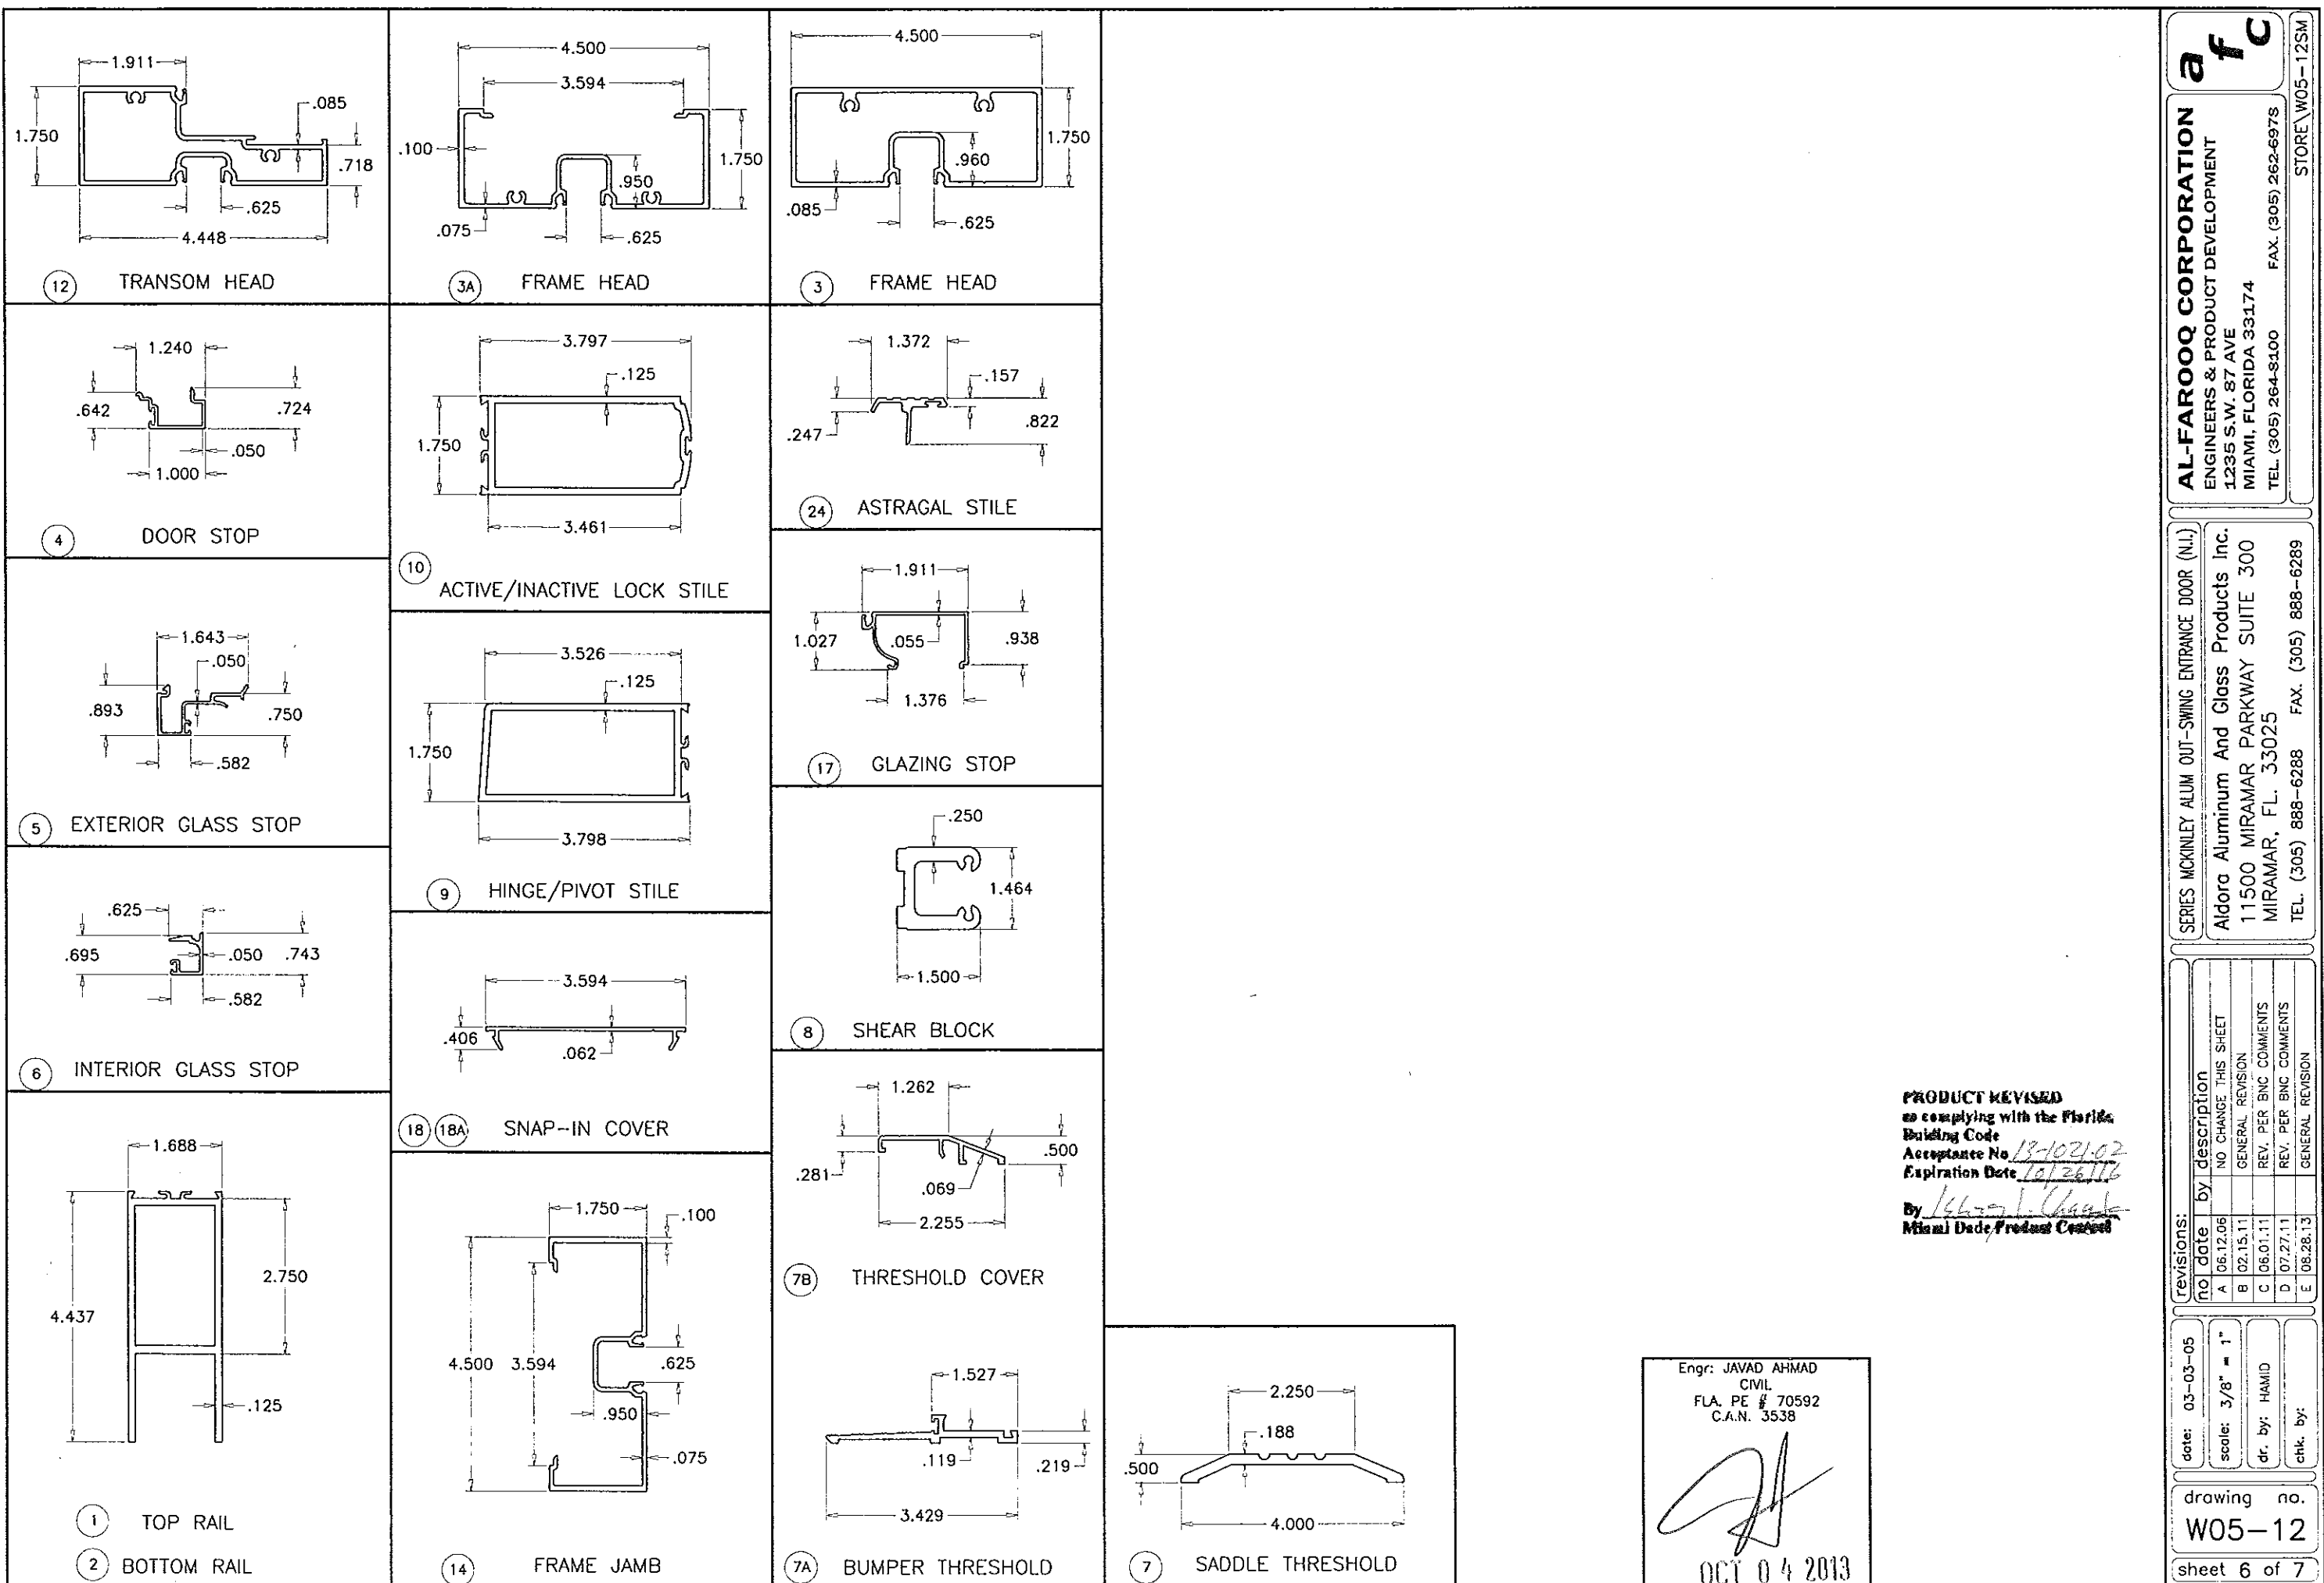 1.911
1.750
.085
.718
.625
4.448
12 TRANSOM HEAD
4.500
3.594
.100
1.750
.950
.075
.625
3A FRAME HEAD
4.500
1.750
.960
.085
.625
3 FRAME HEAD
1.240
.642
.724
.050
1.000
4 DOOR STOP
3.797
.125
1.750
3.461
10
ACTIVE/INACTIVE LOCK STILE
1.372
.157
.247
.822
24 ASTRAGAL STILE
1.643
.050
.893
.750
.582
5 EXTERIOR GLASS STOP
3.526
.125
1.750
3.798
9 HINGE/PIVOT STILE
1.911
1.027
.055
.938
1.376
17 GLAZING STOP
.625
.695
.050
.743
.582
6 INTERIOR GLASS STOP
3.594
.406
.062
18 18A SNAP-IN COVER
.250
1.464
1.500
8 SHEAR BLOCK
1.688
2.750
4.437
.125
1 TOP RAIL
2 BOTTOM RAIL
1.750
.100
4.500
3.594
.625
.950
.075
14 FRAME JAMB
1.262
.281
.500
.069
2.255
7B THRESHOLD COVER
1.527
.119
.219
3.429
7A BUMPER THRESHOLD
2.250
.188
.500
4.000
7 SADDLE THRESHOLD
PRODUCT REVISED
as complying with the Florida
Building Code
Acceptance No
Expiration Date 10/26/16
By
Miami Dade Product Control
Engr: JAVAD AHMAD
CIVIL
FLA. PE # 70592
C.A.N. 3538
OCT 04 2013
afc
AL-FAROOQ CORPORATION
ENGINEERS & PRODUCT DEVELOPMENT
1235 S.W. 87 AVE
MIAMI, FLORIDA 33174
TEL. (305) 264-8100 FAX. (305) 262-6978
STORE\W05-12SM
SERIES MCKINLEY ALUM OUT-SWING ENTRANCE DOOR (N.I.)
Aldora Aluminum And Glass Products Inc.
11500 MIRAMAR PARKWAY SUITE 300
MIRAMAR, FL. 33025
TEL. (305) 888-6288 FAX. (305) 888-6289
revisions:
no date by description
A 06.12.06 NO CHANGE THIS SHEET
B 02.15.11 GENERAL REVISION
C 06.01.11 REV. PER BNC COMMENTS
D 07.27.11 REV. PER BNC COMMENTS
E 08.28.13 GENERAL REVISION
date: 03-03-05
scale: 3/8" = 1"
dr. by: HAMID
chk. by:
drawing no.
W05-12
sheet 6 of 7